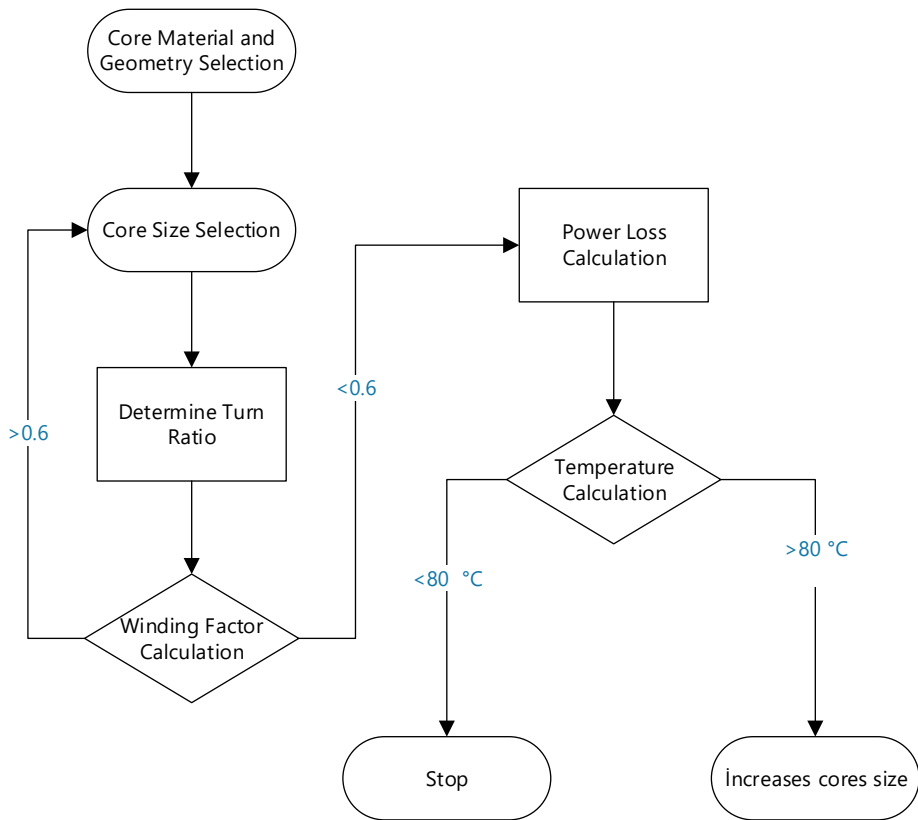 Core Material and
Geometry Selection
Core Size Selection
Determine Turn
Ratio
>0.6
Winding Factor
Calculation
<0.6
Power Loss
Calculation
Temperature
Calculation
<80 °C
>80 °C
Stop
İncreases cores size